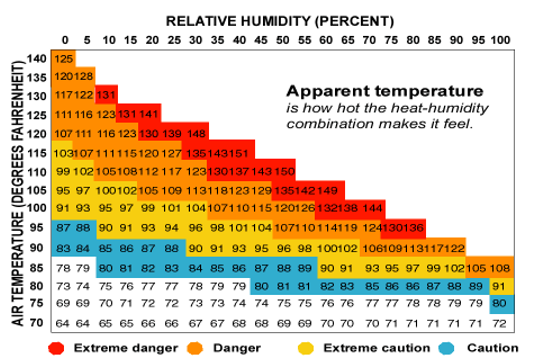 RELATIVE HUMIDITY (PERCENT)
0 5 10 15 20 25 30 35 40 45 50 55 60 65 70 75 80 85 90 95 100
AIR TEMPERATURE (DEGREES FAHRENHEIT)
140 125
135 120 128
130 117 122 131
Apparent temperature
is how hot the heat-humidity
combination makes it feel.
125 111 116 123 131 141
120 107 111 116 123 130 139 148
115 103 107 111 115 120 127 135 143 151
110 99 102 105 108 112 117 123 130 137 143 150
105 95 97 100 102 105 109 113 118 123 129 135 142 149
100 91 93 95 97 99 101 104 107 110 115 120 126 132 138 144
95 87 88 90 91 93 94 96 98 101 104 107 110 114 119 124 130 136
90 83 84 85 86 87 88 90 91 93 95 96 98 100 102 106 109 113 117 122
85 78 79 80 81 82 83 84 85 86 87 88 89 90 91 93 95 97 99 102 105 108
80 73 74 75 76 77 77 78 79 79 80 81 81 82 83 85 86 86 87 88 89 91
75 69 69 70 71 72 72 73 73 74 74 75 75 76 76 77 77 78 78 79 79 80
70 64 64 65 65 66 66 67 67 68 68 69 69 70 70 70 70 71 71 71 71 72
Extreme danger Danger Extreme caution Caution